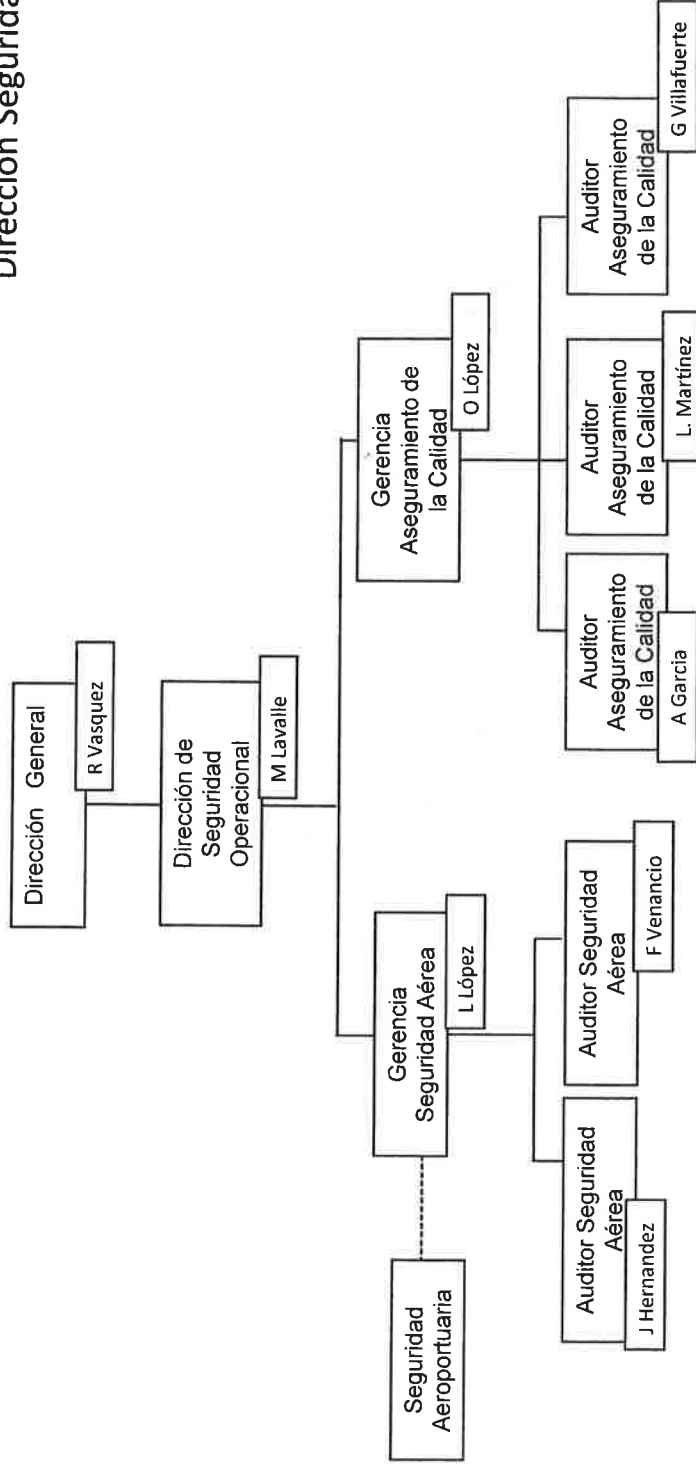 Dirección Segurida
Dirección General
R Vasquez
Dirección de
Seguridad
Operacional
M Lavalle
Gerencia
Seguridad Aérea
L López
Gerencia
Aseguramiento de
la Calidad
O López
Seguridad
Aeroportuaria
Auditor Seguridad
Aérea
J Hernandez
Auditor Seguridad
Aérea
F Venancio
Auditor
Aseguramiento
de la Calidad
A Garcia
Auditor
Aseguramiento
de la Calidad
L. Martínez
Auditor
Aseguramiento
de la Calidad
G Villafuerte